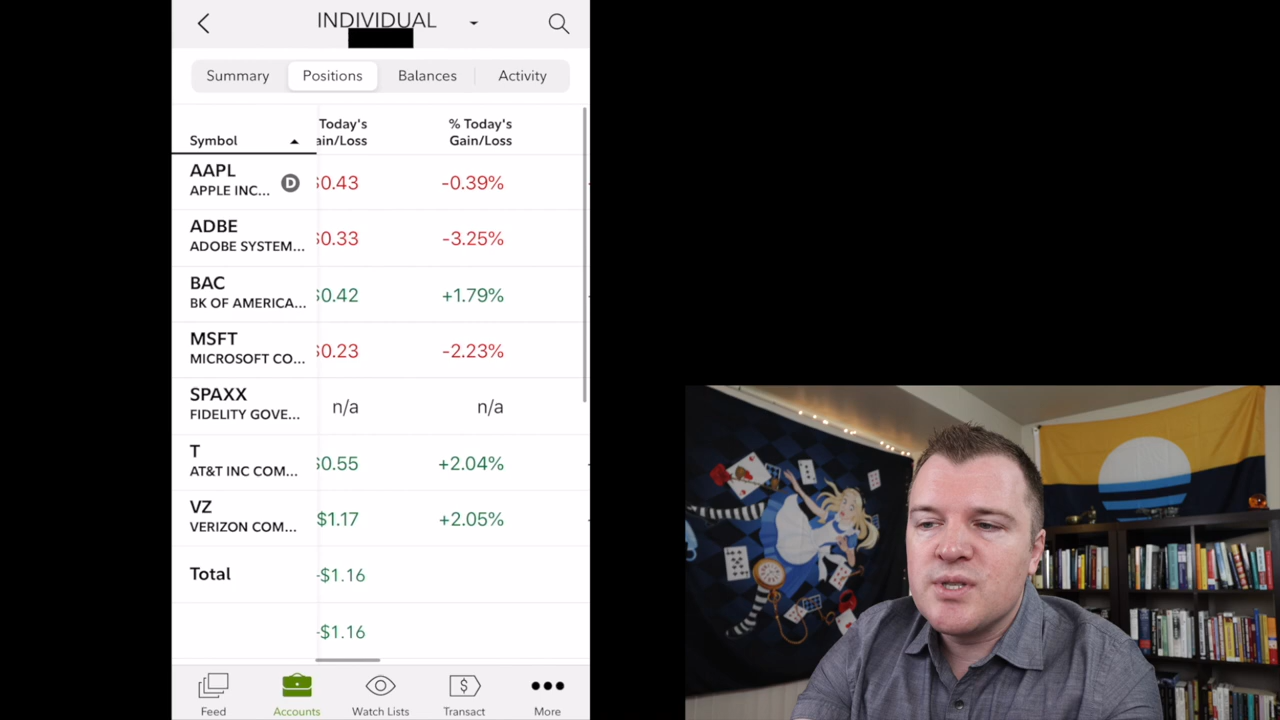 INDIVIDUAL
Summary Positions Balances Activity
Symbol
Today's
ain/Loss
% Today's
Gain/Loss
AAPL
APPLE INC...
D
$0.43 -0.39%
ADBE
ADOBE SYSTEM...
$0.33 -3.25%
BAC
BK OF AMERICA...
$0.42 +1.79%
MSFT
MICROSOFT CO...
$0.23 -2.23%
SPAXX
FIDELITY GOVE...
n/a n/a
T
AT&T INC COM...
$0.55 +2.04%
VZ
VERIZON COM...
$1.17 +2.05%
Total
$1.16
$1.16
$
Feed Accounts Watch Lists Transact More